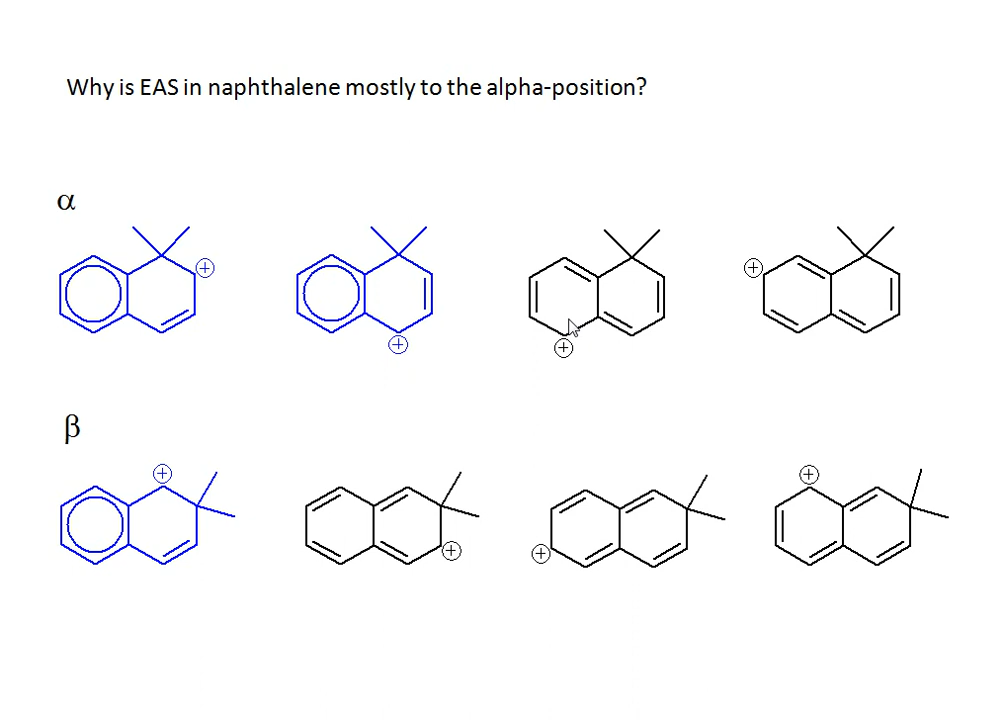 Why is EAS in naphthalene mostly to the alpha-position?
α
+
+
+
+
β
+
+
+
+